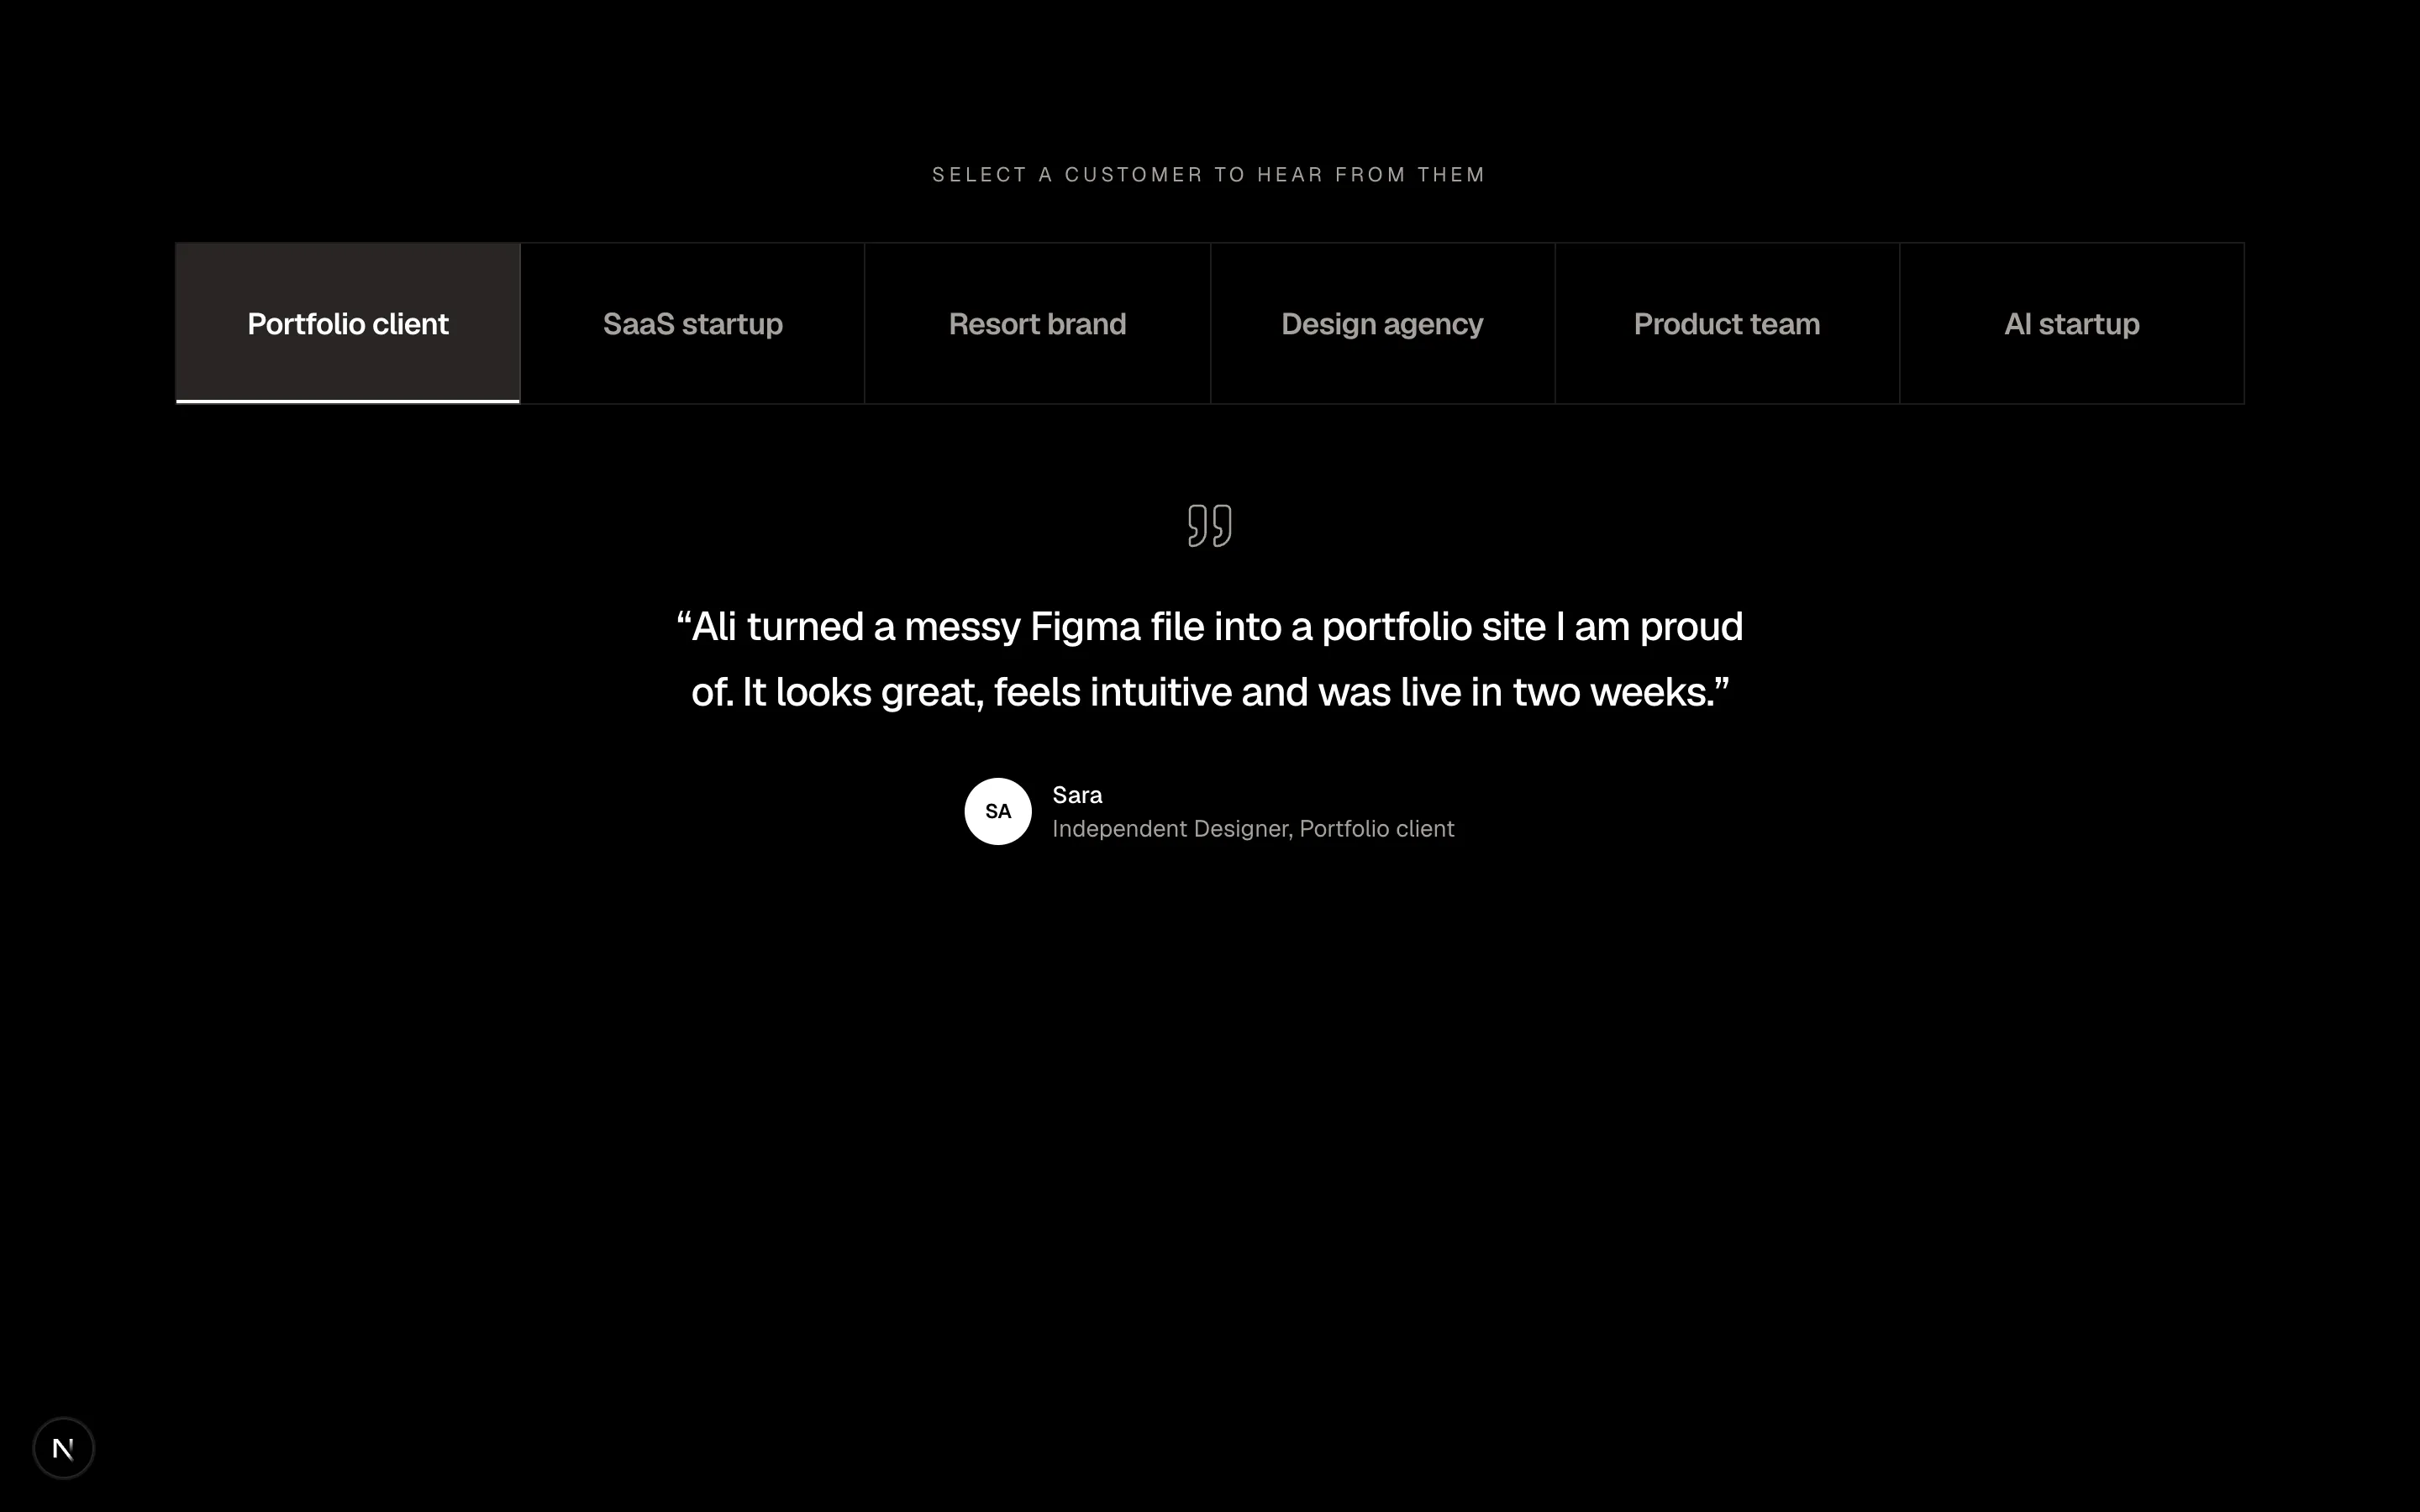 SELECT A CUSTOMER TO HEAR FROM THEM
Portfolio client
SaaS startup
Resort brand
Design agency
Product team
AI startup
“Ali turned a messy Figma file into a portfolio site I am proud
of. It looks great, feels intuitive and was live in two weeks.”
SA
Sara
Independent Designer, Portfolio client
N